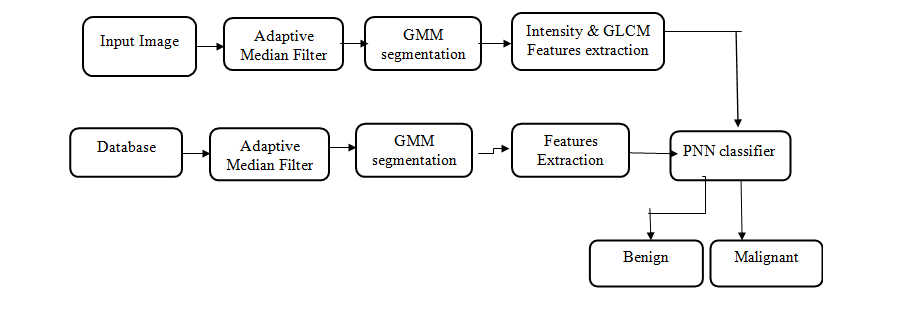 Input Image
Adaptive
Median Filter
GMM
segmentation
Intensity & GLCM
Features extraction
Database
Adaptive
Median Filter
GMM
segmentation
Features
Extraction
PNN classifier
Benign
Malignant